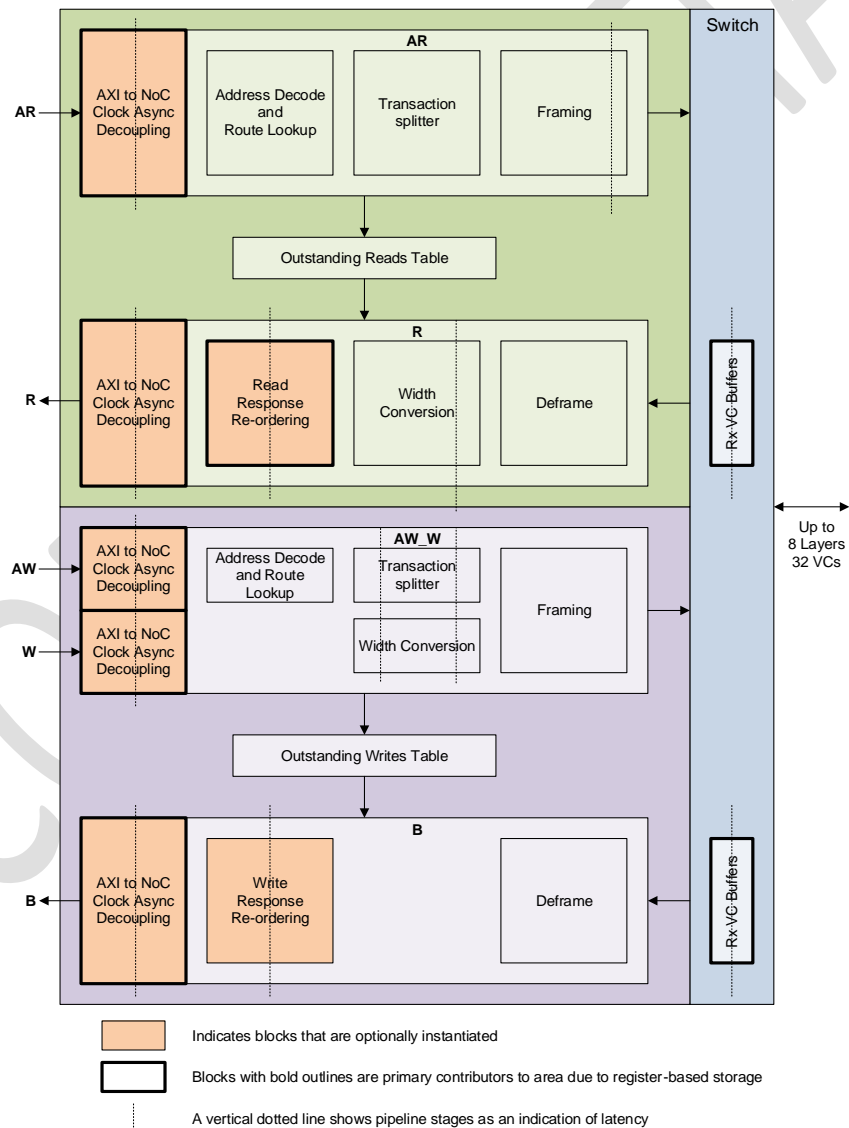 Switch
AR
AR
AXI to NoC
Clock Async
Decoupling
Address Decode
and
Route Lookup
Transaction
splitter
Framing
Outstanding Reads Table
R
R
AXI to NoC
Clock Async
Decoupling
Read
Response
Re-ordering
Width
Conversion
Deframe
Rx VC Buffers
Up to
8 Layers
32 VCs
AW_W
AW
AXI to NoC
Clock Async
Decoupling
Address Decode
and Route
Lookup
Transaction
splitter
Framing
W
AXI to NoC
Clock Async
Decoupling
Width Conversion
Outstanding Writes Table
B
B
AXI to NoC
Clock Async
Decoupling
Write
Response
Re-ordering
Deframe
Rx VC Buffers
Indicates blocks that are optionally instantiated
Blocks with bold outlines are primary contributors to area due to register-based storage
A vertical dotted line shows pipeline stages as an indication of latency